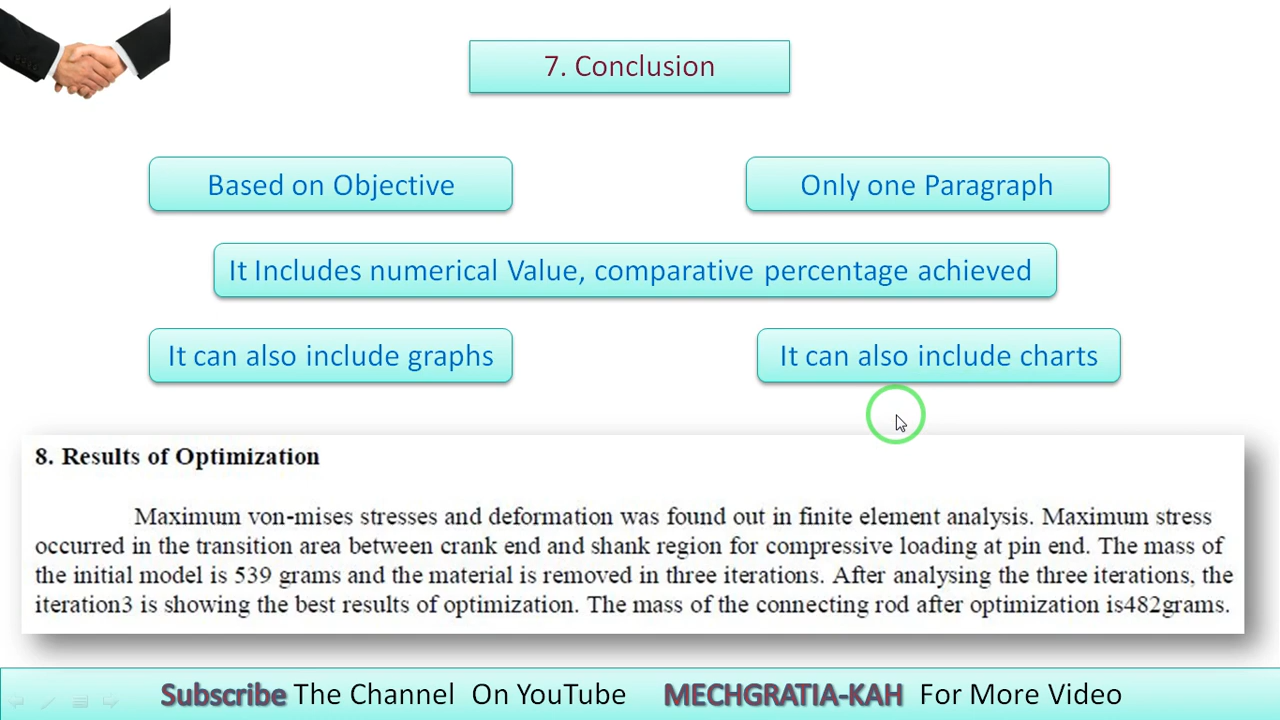 7. Conclusion
Based on Objective
Only one Paragraph
It Includes numerical Value, comparative percentage achieved
It can also include graphs
It can also include charts
8. Results of Optimization
Maximum von-mises stresses and deformation was found out in finite element analysis. Maximum stress
occurred in the transition area between crank end and shank region for compressive loading at pin end. The mass of
the initial model is 539 grams and the material is removed in three iterations. After analysing the three iterations, the
iteration3 is showing the best results of optimization. The mass of the connecting rod after optimization is482grams.
Subscribe The Channel On YouTube MECHGRATIA-KAH For More Video